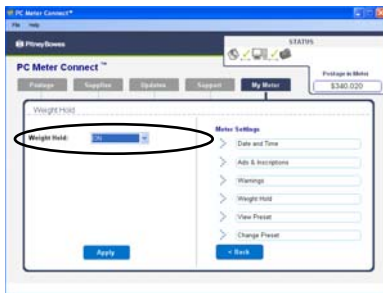 PC Meter Connect™
File Help
Pitney Bowes
STATUS
PC Meter Connect™
Postage in Meter
$340.020
Postage Supplies Updates Support My Meter
Weight Hold
Weight Hold: ON
Meter Settings
Date and Time
Ads & Inscriptions
Warnings
Weight Hold
View Preset
Change Preset
Apply
< Back